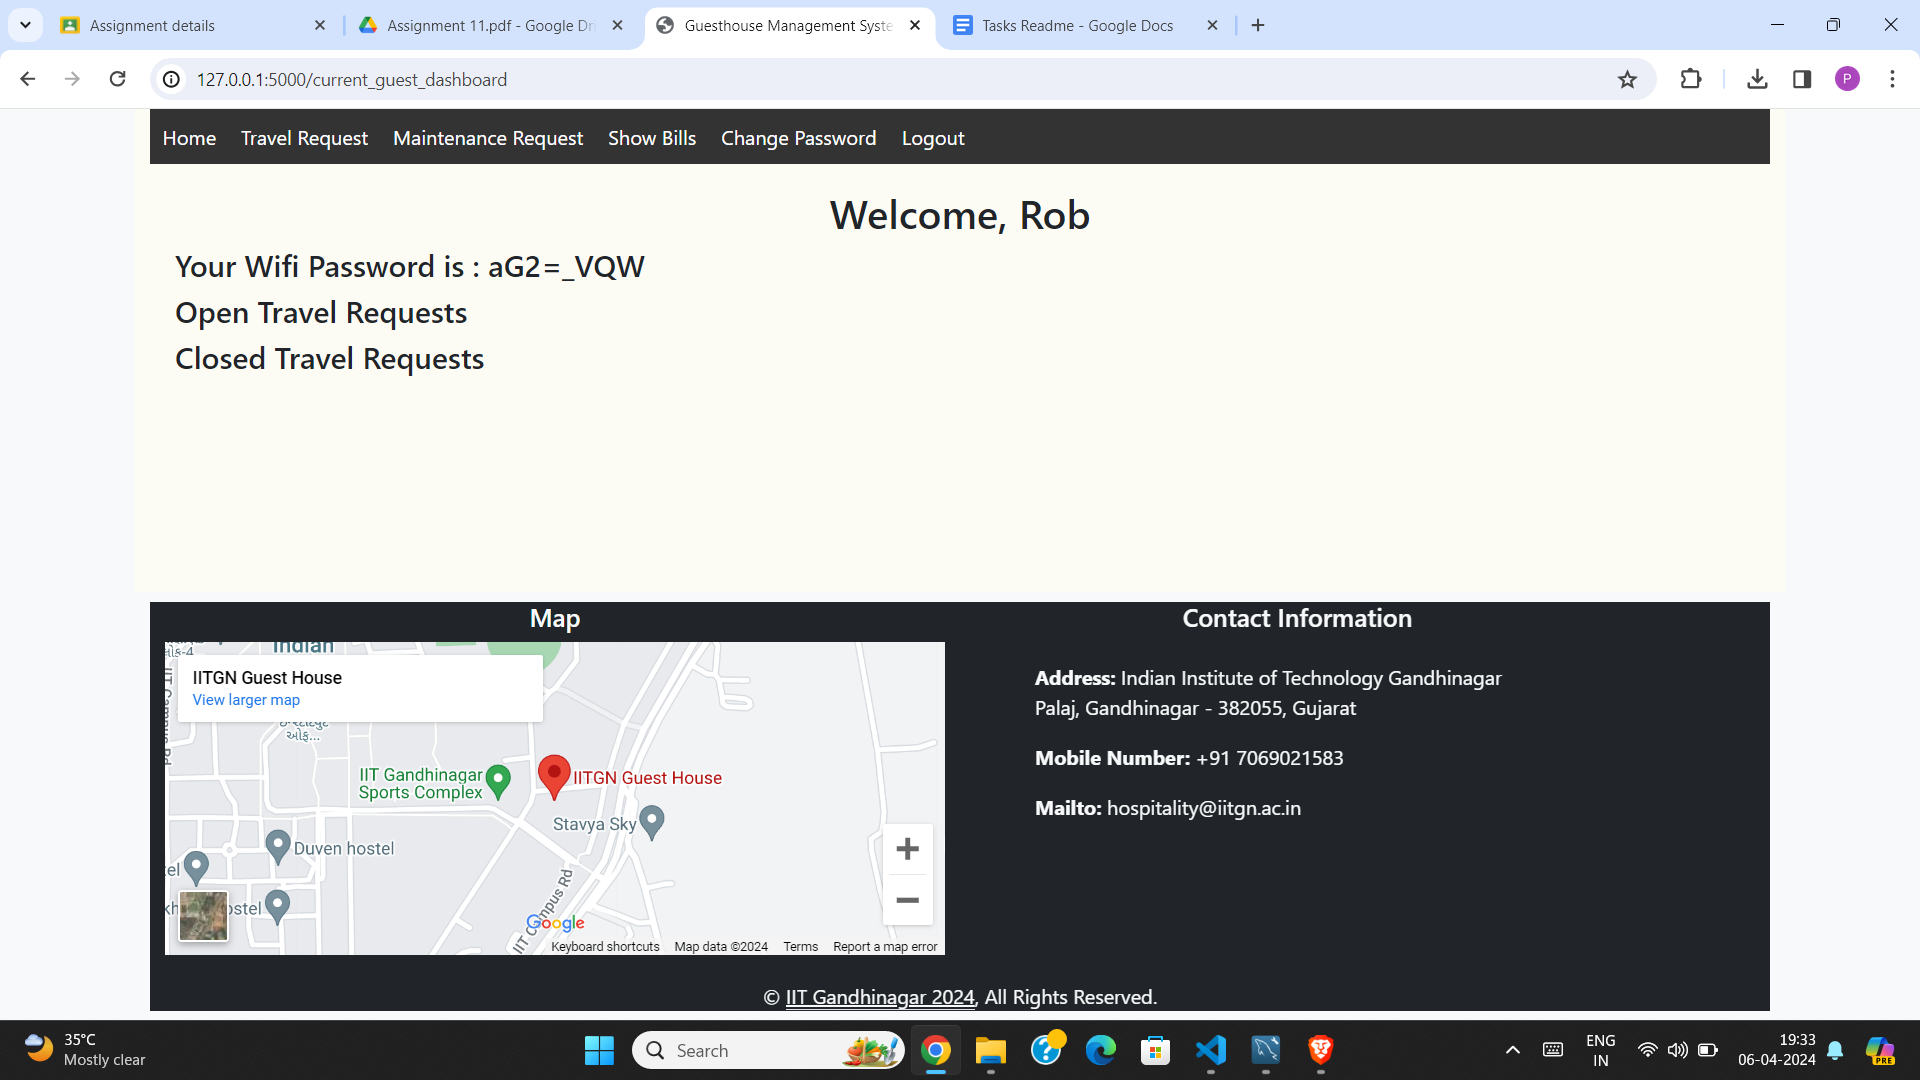 Assignment details
Assignment 11.pdf - Google Dri
Guesthouse Management Syste
Tasks Readme - Google Docs
127.0.0.1:5000/current_guest_dashboard
P
Home Travel Request Maintenance Request Show Bills Change Password Logout
Welcome, Rob
Your Wifi Password is : aG2=_VQW
Open Travel Requests
Closed Travel Requests
Map
Indian
IITGN Guest House
View larger map
ઓફ...
IIT Gandhinagar
Sports Complex
IITGN Guest House
Stavya Sky
Duven hostel
IIT Campus Rd
Google
Keyboard shortcuts Map data ©2024 Terms Report a map error
Contact Information
Address: Indian Institute of Technology Gandhinagar
Palaj, Gandhinagar - 382055, Gujarat
Mobile Number: +91 7069021583
Mailto: hospitality@iitgn.ac.in
© IIT Gandhinagar 2024, All Rights Reserved.
35°C
Mostly clear
Search
ENG
IN
19:33
06-04-2024
PRE